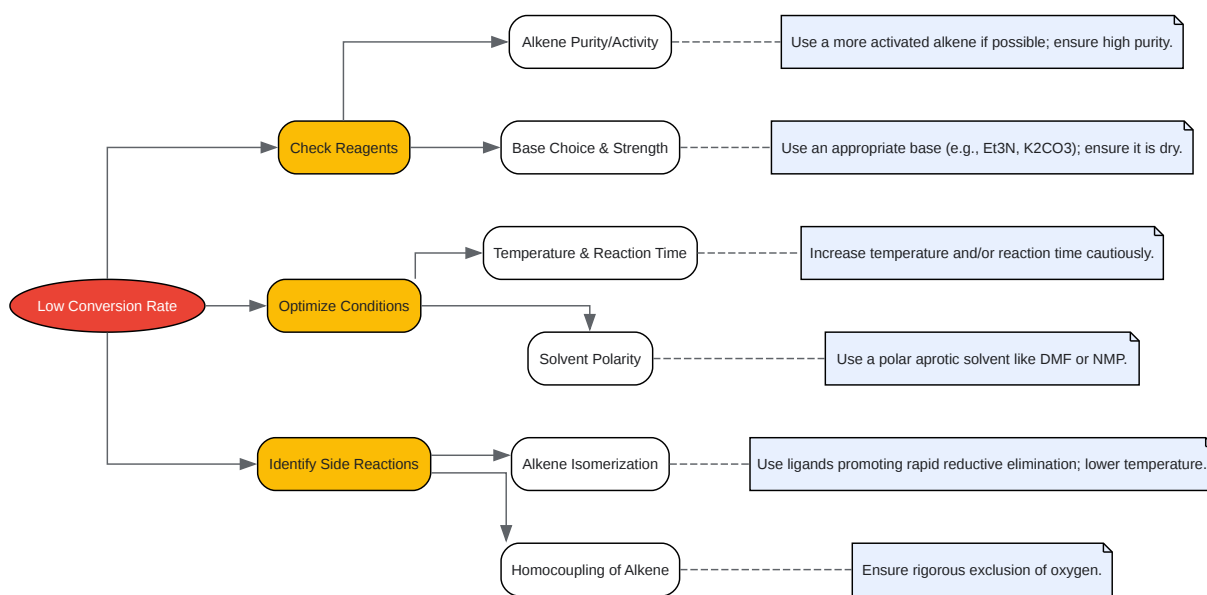 Alkene Purity/Activity
Use a more activated alkene if possible; ensure high purity.
Check Reagents
Base Choice & Strength
Use an appropriate base (e.g., Et3N, K2CO3); ensure it is dry.
Temperature & Reaction Time
Increase temperature and/or reaction time cautiously.
Low Conversion Rate
Optimize Conditions
Solvent Polarity
Use a polar aprotic solvent like DMF or NMP.
Identify Side Reactions
Alkene Isomerization
Use ligands promoting rapid reductive elimination; lower temperature.
Homocoupling of Alkene
Ensure rigorous exclusion of oxygen.